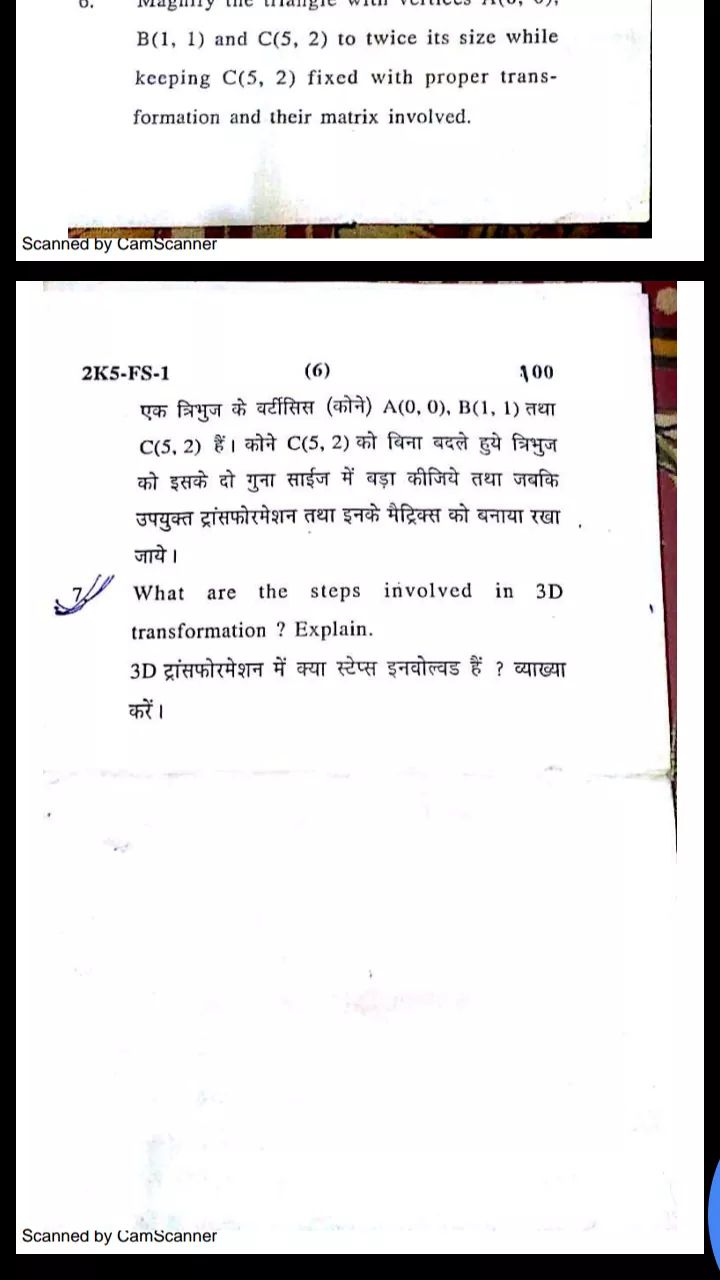 6. Magnify the triangle with vertices A(0, 0),
B(1, 1) and C(5, 2) to twice its size while
keeping C(5, 2) fixed with proper trans-
formation and their matrix involved.
Scanned by CamScanner
2K5-FS-1 (6) 100
एक त्रिभुज के वर्टीसिस (कोने) A(0, 0), B(1, 1) तथा
C(5, 2) हैं। कोने C(5, 2) को बिना बदले हुये त्रिभुज
को इसके दो गुना साईज में बड़ा कीजिये तथा जबकि
उपयुक्त ट्रांसफोरमेशन तथा इनके मैट्रिक्स को बनाया रखा
जाये।
7 What are the steps involved in 3D
transformation ? Explain.
3D ट्रांसफोरमेशन में क्या स्टेप्स इनवोल्वड हैं ? व्याख्या
करें।
Scanned by CamScanner